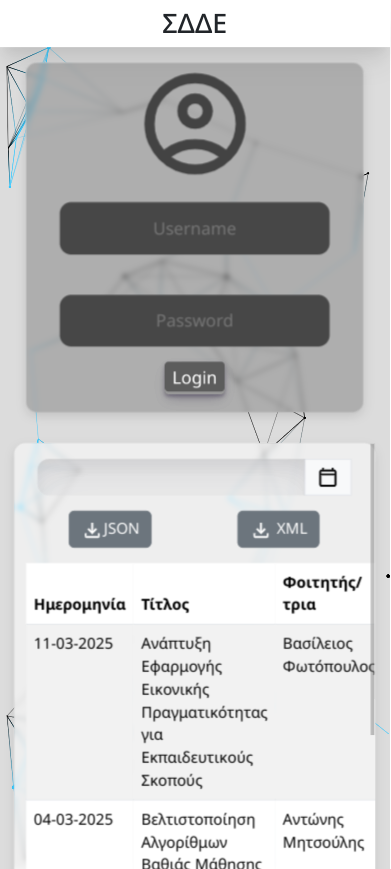 ΣΔΔΕ
Username
Password
Login
JSON
XML
Ημερομηνία
Τίτλος
Φοιτητής/
τρια
11-03-2025
Ανάπτυξη
Εφαρμογής
Εικονικής
Πραγματικότητας
για
Εκπαιδευτικούς
Σκοπούς
Βασίλειος
Φωτόπουλος
04-03-2025
Βελτιστοποίηση
Αλγορίθμων
Βαθιάς Μάθησης
Αντώνης
Μητσούλης